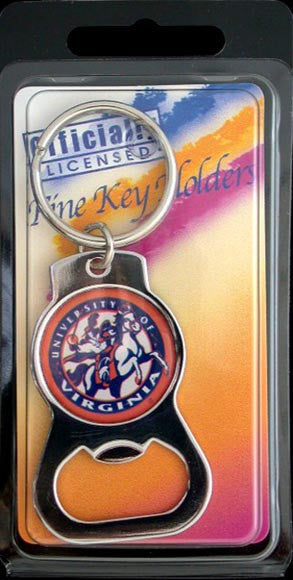 Officially
LICENSED
Fine Key Holders
UNIVERSITY OF
VIRGINIA